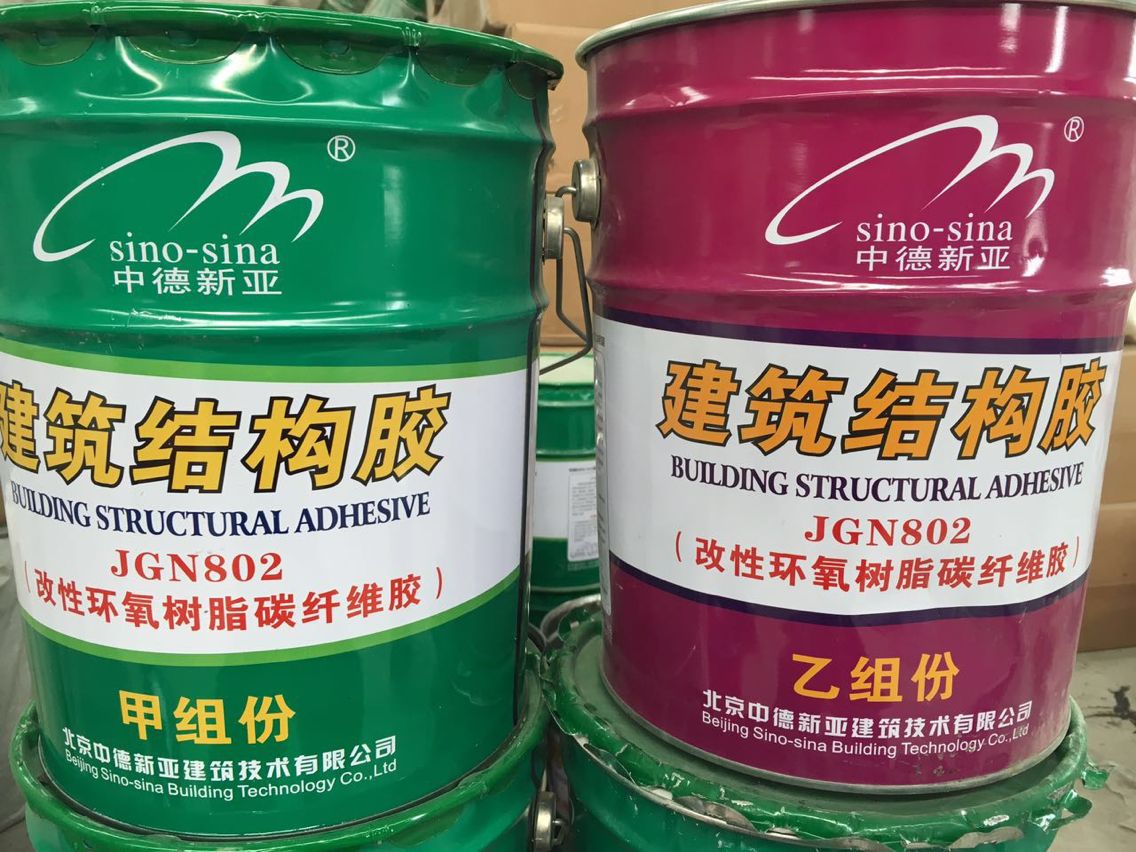 ®
sino-sina
中德新亚
建筑结构胶
BUILDING STRUCTURAL ADHESIVE
JGN802
(改性环氧树脂碳纤维胶)
甲组份
北京中德新亚建筑技术有限公司
Beijing Sino-sina Building Technology Co.,Ltd
®
sino-sina
中德新亚
建筑结构胶
BUILDING STRUCTURAL ADHESIVE
JGN802
(改性环氧树脂碳纤维胶)
乙组份
北京中德新亚建筑技术有限公司
Beijing Sino-sina Building Technology Co.,Ltd